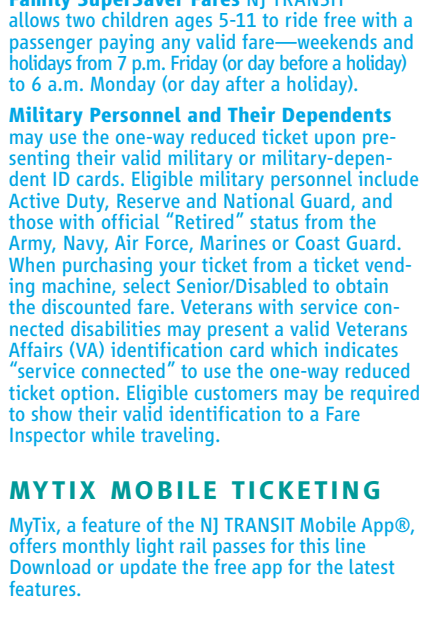 Family SuperSaver Fares NJ TRANSIT
allows two children ages 5-11 to ride free with a
passenger paying any valid fare—weekends and
holidays from 7 p.m. Friday (or day before a holiday)
to 6 a.m. Monday (or day after a holiday).
Military Personnel and Their Dependents
may use the one-way reduced ticket upon pre-
senting their valid military or military-depen-
dent ID cards. Eligible military personnel include
Active Duty, Reserve and National Guard, and
those with official “Retired” status from the
Army, Navy, Air Force, Marines or Coast Guard.
When purchasing your ticket from a ticket vend-
ing machine, select Senior/Disabled to obtain
the discounted fare. Veterans with service con-
nected disabilities may present a valid Veterans
Affairs (VA) identification card which indicates
“service connected” to use the one-way reduced
ticket option. Eligible customers may be required
to show their valid identification to a Fare
Inspector while traveling.
MYTIX MOBILE TICKETING
MyTix, a feature of the NJ TRANSIT Mobile App®,
offers monthly light rail passes for this line
Download or update the free app for the latest
features.